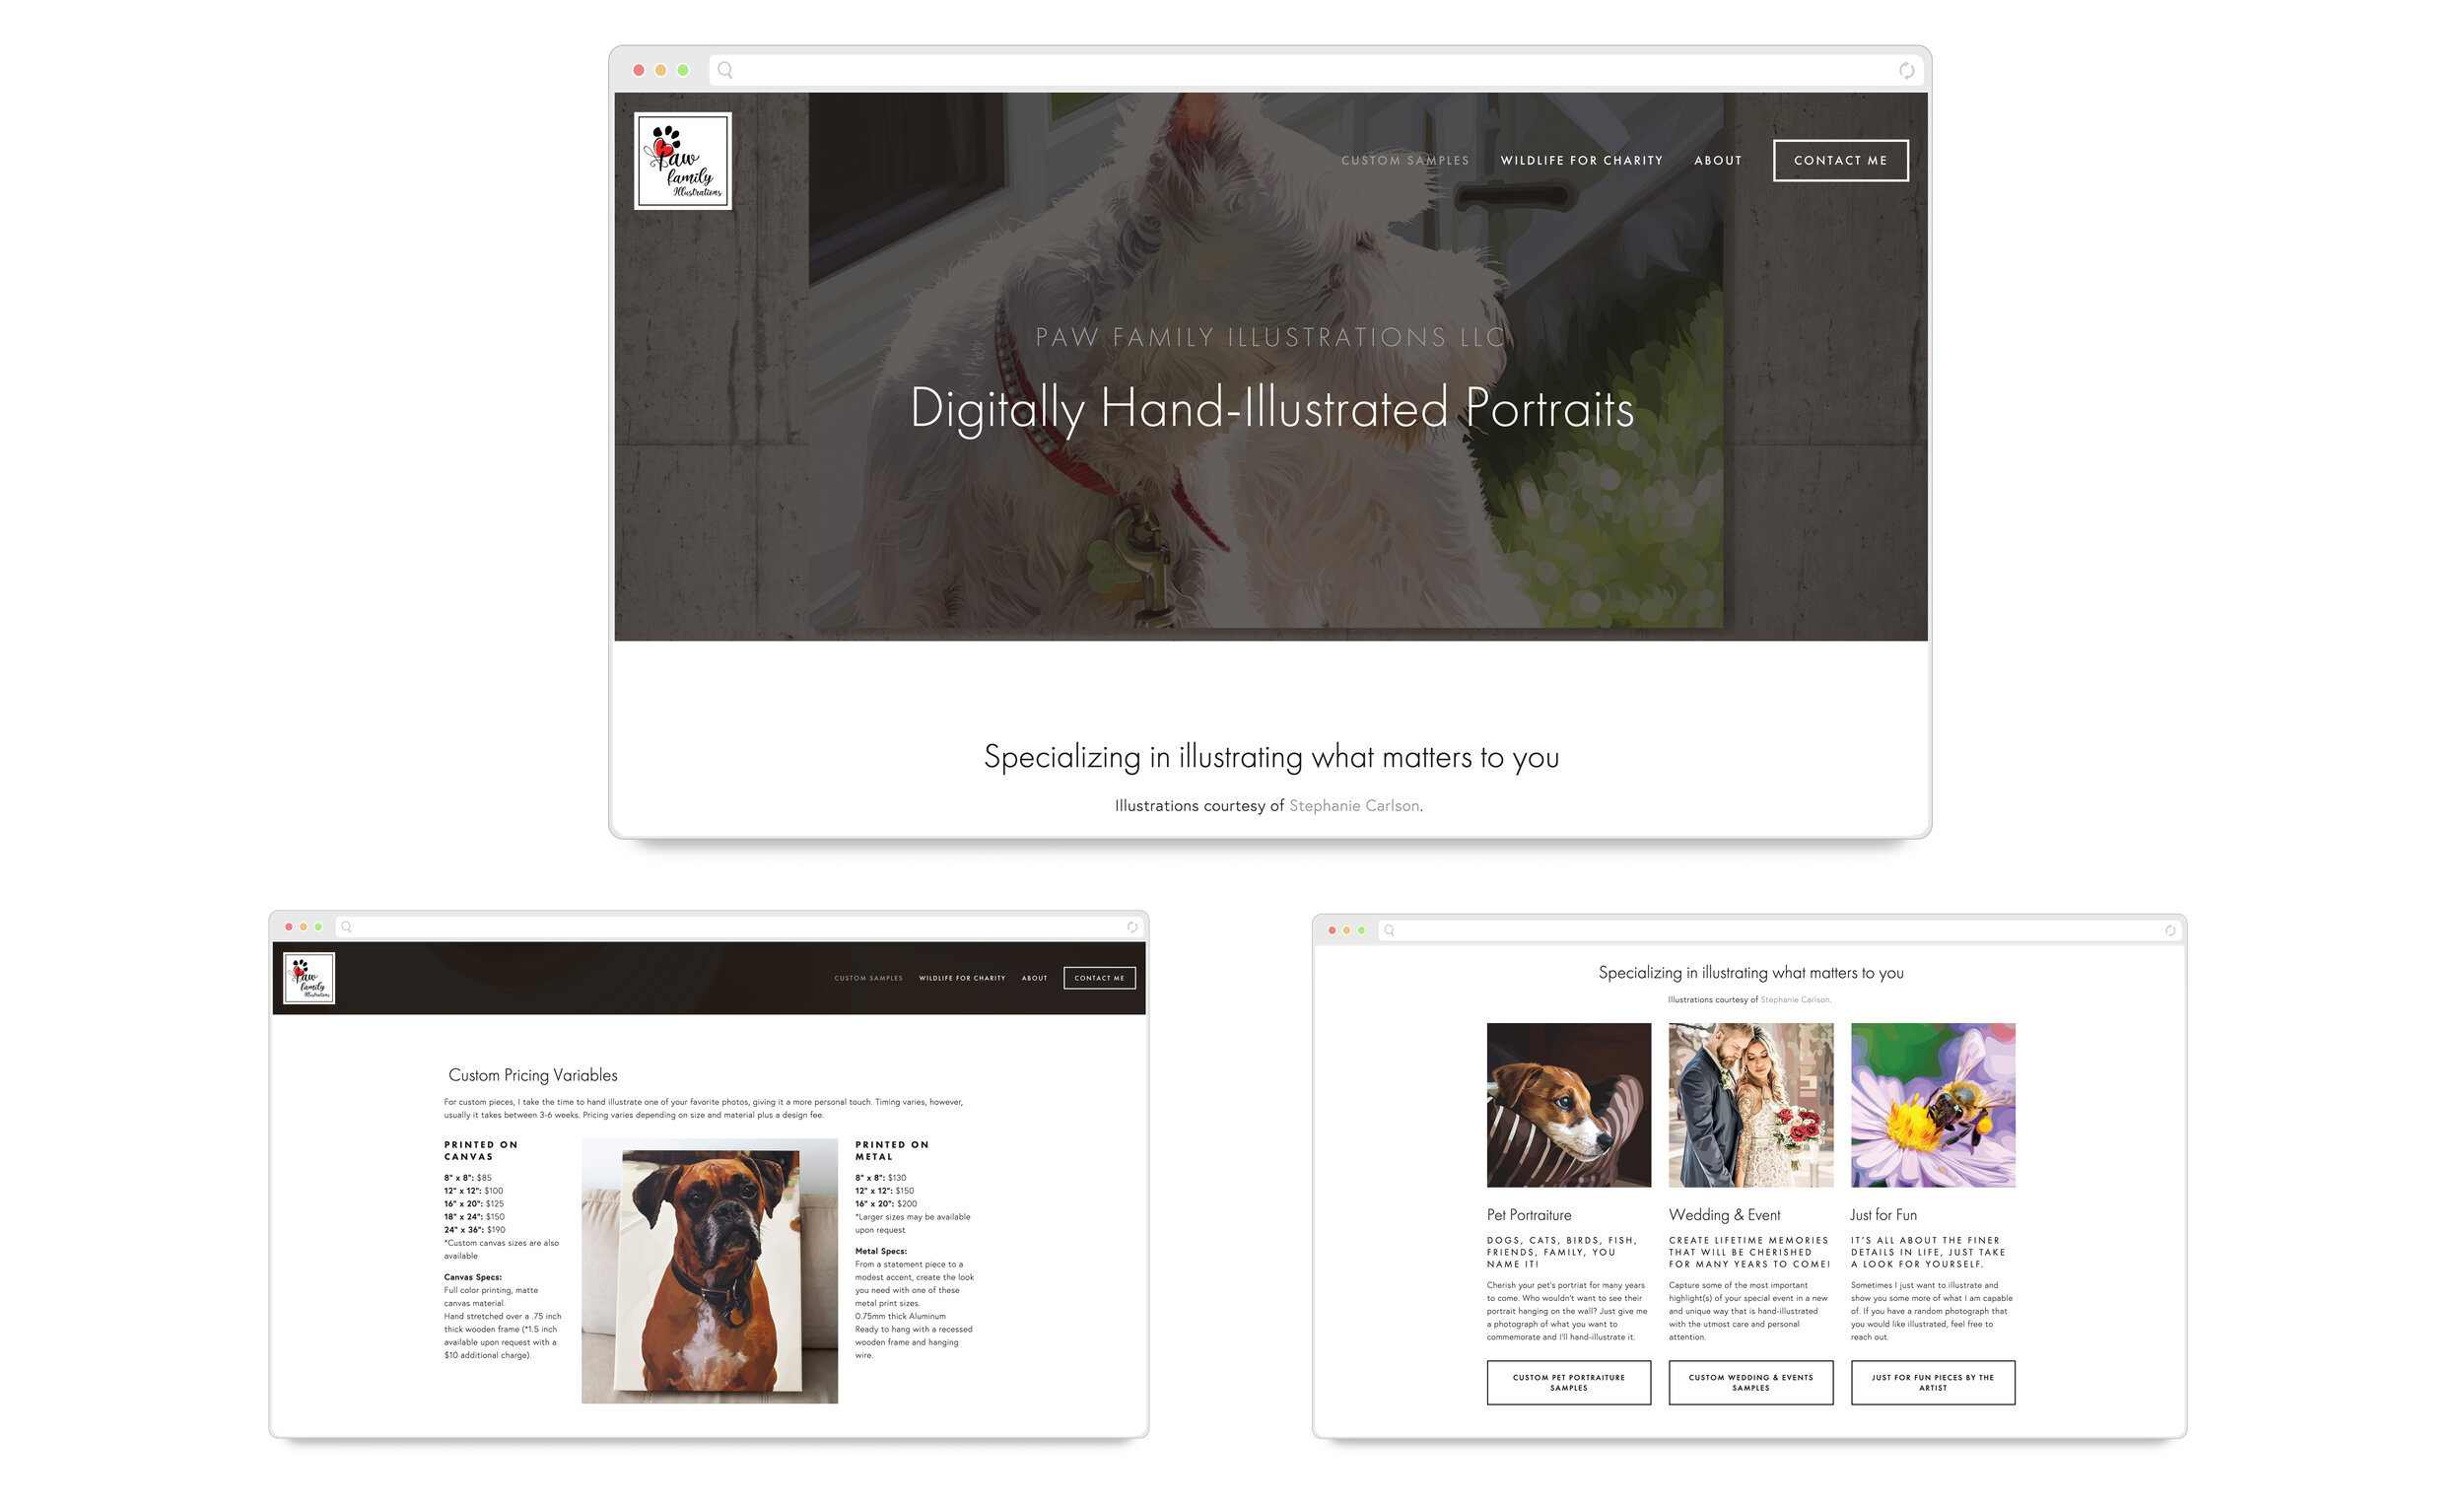 Paw
family
Illustrations
CUSTOM SAMPLES WILDLIFE FOR CHARITY ABOUT CONTACT ME
PAW FAMILY ILLUSTRATIONS LLC
Digitally Hand-Illustrated Portraits
Specializing in illustrating what matters to you
Illustrations courtesy of Stephanie Carlson.
Paw
family
Illustrations
CUSTOM SAMPLES WILDLIFE FOR CHARITY ABOUT CONTACT ME
Custom Pricing Variables
For custom pieces, I take the time to hand illustrate one of your favorite photos, giving it a more personal touch. Timing varies, however,
usually it takes between 3-6 weeks. Pricing varies depending on size and material plus a design fee.
PRINTED ON
CANVAS
8" x 8": $85
12" x 12": $100
16" x 20": $125
18" x 24": $150
24" x 36": $190
*Custom canvas sizes are also
available
Canvas Specs:
Full color printing, matte
canvas material.
Hand stretched over a .75 inch
thick wooden frame (*1.5 inch
available upon request with a
$10 additional charge).
PRINTED ON
METAL
8" x 8": $130
12" x 12": $150
16" x 20": $200
*Larger sizes may be available
upon request
Metal Specs:
From a statement piece to a
modest accent, create the look
you need with one of these
metal print sizes.
0.75mm thick Aluminum
Ready to hang with a recessed
wooden frame and hanging
wire.
Specializing in illustrating what matters to you
Illustrations courtesy of Stephanie Carlson.
Pet Portraiture
DOGS, CATS, BIRDS, FISH,
FRIENDS, FAMILY, YOU
NAME IT!
Cherish your pet's portriat for many years
to come. Who wouldn't want to see their
portrait hanging on the wall? Just give me
a photograph of what you want to
commemorate and I'll hand-illustrate it.
CUSTOM PET PORTRAITURE
SAMPLES
Wedding & Event
CREATE LIFETIME MEMORIES
THAT WILL BE CHERISHED
FOR MANY YEARS TO COME!
Capture some of the most important
highlight(s) of your special event in a new
and unique way that is hand-illustrated
with the utmost care and personal
attention.
CUSTOM WEDDING & EVENTS
SAMPLES
Just for Fun
IT'S ALL ABOUT THE FINER
DETAILS IN LIFE, JUST TAKE
A LOOK FOR YOURSELF.
Sometimes I just want to illustrate and
show you some more of what I am capable
of. If you have a random photograph that
you would like illustrated, feel free to
reach out.
JUST FOR FUN PIECES BY THE
ARTIST